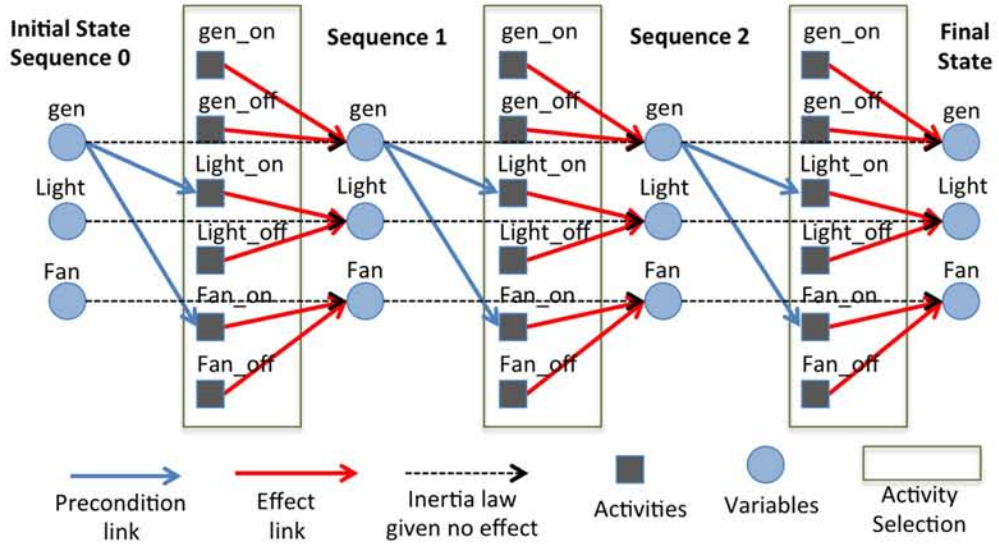 Initial State
Sequence 0
gen_on
Sequence 1
gen_on
Sequence 2
gen_on
Final
State
gen
gen_off
gen
gen_off
gen
gen_off
gen
Light
Light_on
Light
Light_on
Light
Light_on
Light
Light_off
Light_off
Light_off
Fan
Fan_on
Fan
Fan_on
Fan
Fan_on
Fan
Fan_off
Fan_off
Fan_off
Precondition
link
Effect
link
Inertia law
given no effect
Activities
Variables
Activity
Selection